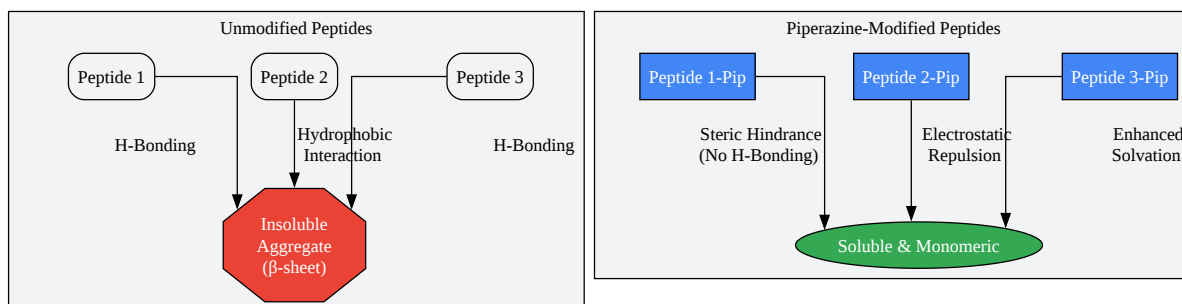 Unmodified Peptides
Peptide 1
Peptide 2
Peptide 3
H-Bonding
Hydrophobic
Interaction
H-Bonding
Insoluble
Aggregate
(β-sheet)
Piperazine-Modified Peptides
Peptide 1-Pip
Peptide 2-Pip
Peptide 3-Pip
Steric Hindrance
(No H-Bonding)
Electrostatic
Repulsion
Enhanced
Solvation
Soluble & Monomeric